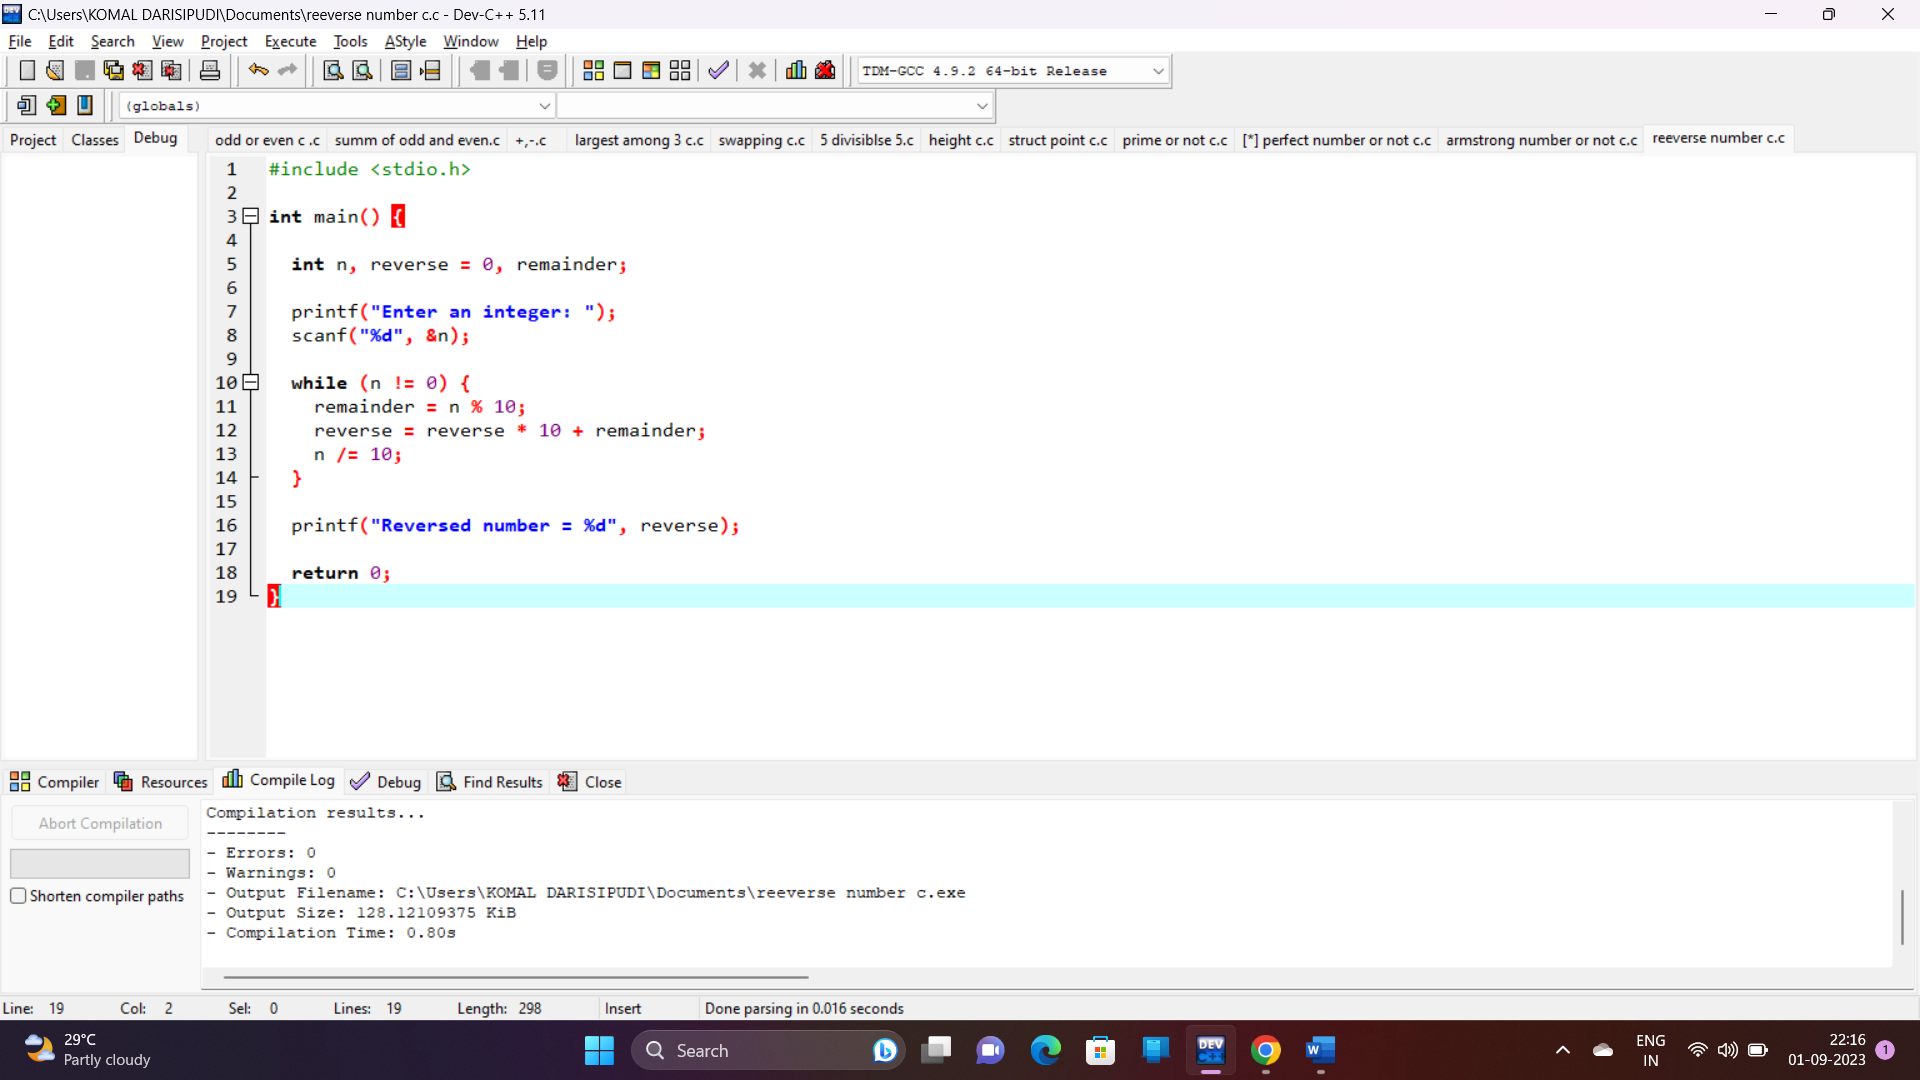 C:\Users\KOMAL DARISIPUDI\Documents\reeverse number c.c - Dev-C++ 5.11
File Edit Search View Project Execute Tools AStyle Window Help
TDM-GCC 4.9.2 64-bit Release
(globals)
Project Classes Debug odd or even c .c summ of odd and even.c +,-.c largest among 3 c.c swapping c.c 5 divisiblse 5.c height c.c struct point c.c prime or not c.c [*] perfect number or not c.c armstrong number or not c.c reeverse number c.c
1 #include <stdio.h>
2
3 int main() {
4
5 int n, reverse = 0, remainder;
6
7 printf("Enter an integer: ");
8 scanf("%d", &n);
9
10 while (n != 0) {
11 remainder = n % 10;
12 reverse = reverse * 10 + remainder;
13 n /= 10;
14 }
15
16 printf("Reversed number = %d", reverse);
17
18 return 0;
19 }
Compiler Resources Compile Log Debug Find Results Close
Abort Compilation
Shorten compiler paths
Compilation results...
--------
- Errors: 0
- Warnings: 0
- Output Filename: C:\Users\KOMAL DARISIPUDI\Documents\reeverse number c.exe
- Output Size: 128.12109375 KiB
- Compilation Time: 0.80s
Line: 19 Col: 2 Sel: 0 Lines: 19 Length: 298 Insert Done parsing in 0.016 seconds
29°C
Partly cloudy
Search
DEV
C++
W
ENG
IN
22:16
01-09-2023
1